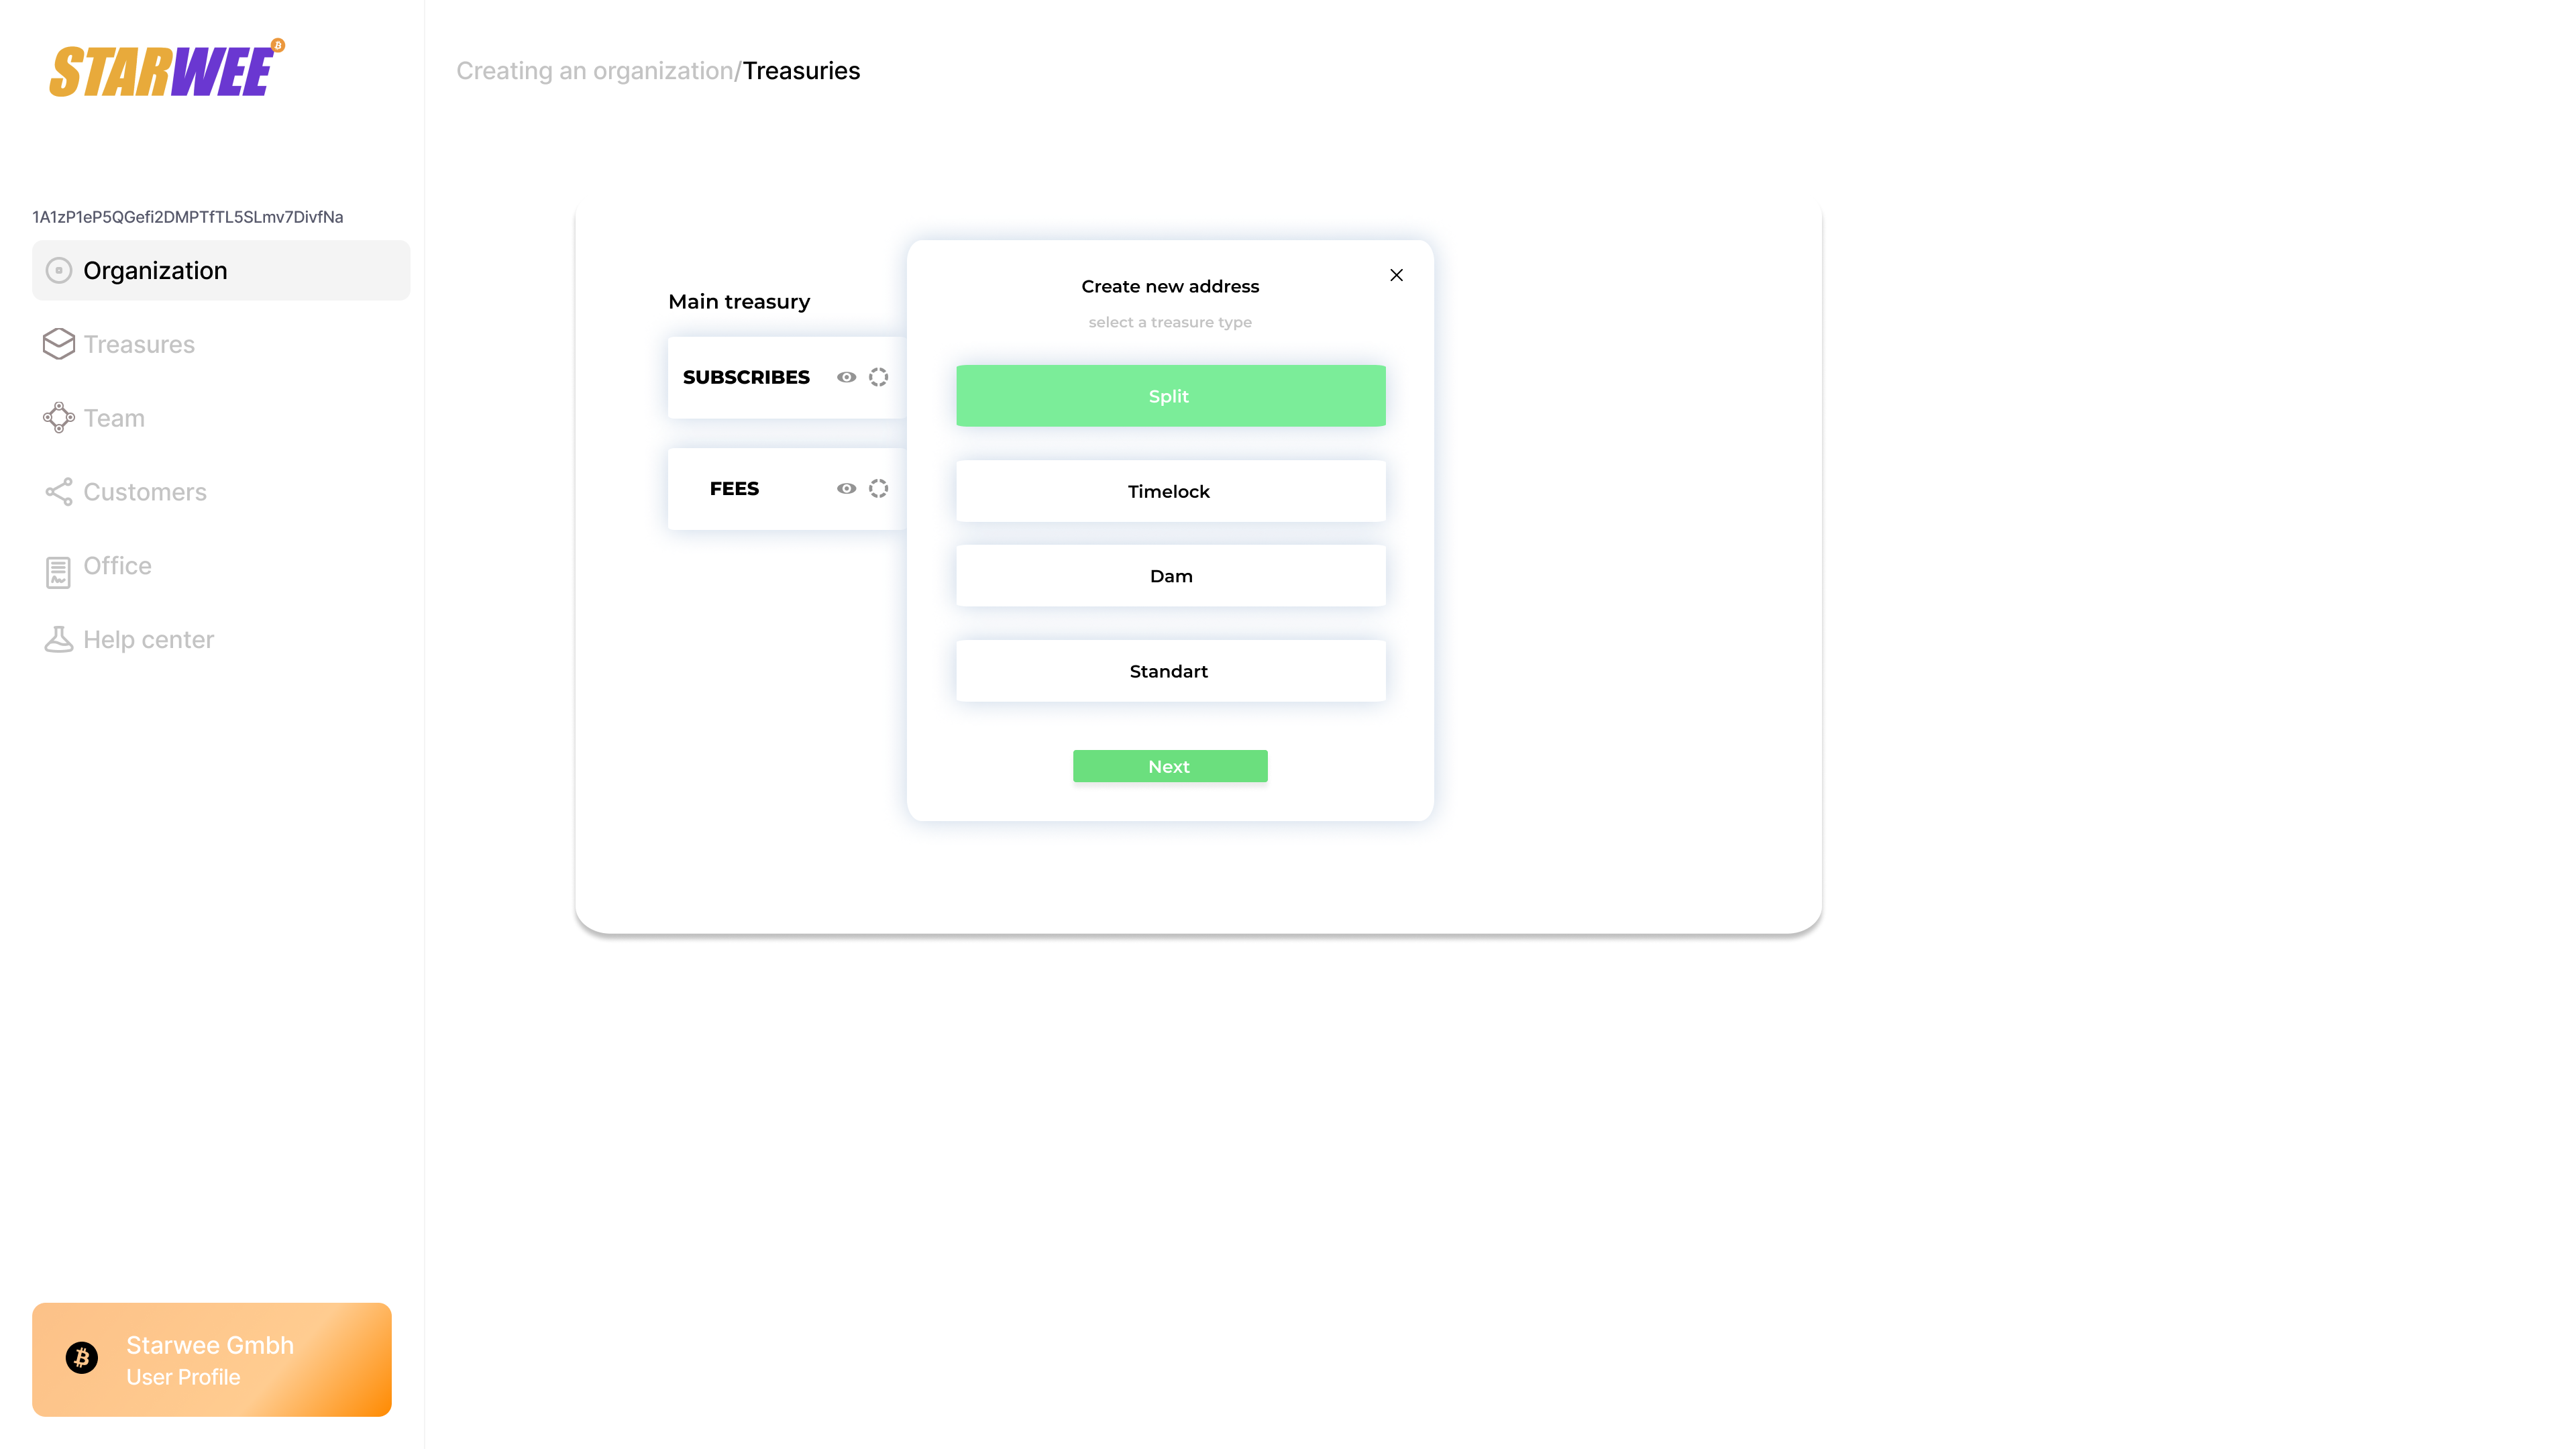 STARWEE
Creating an organization/Treasuries
1A1zP1eP5QGefi2DMPTfTL5SLmv7DivfNa
Organization
Treasures
Team
Customers
Office
Help center
Main treasury
SUBSCRIBES
FEES
Create new address
select a treasure type
Split
Timelock
Dam
Standart
Next
Starwee Gmbh
User Profile